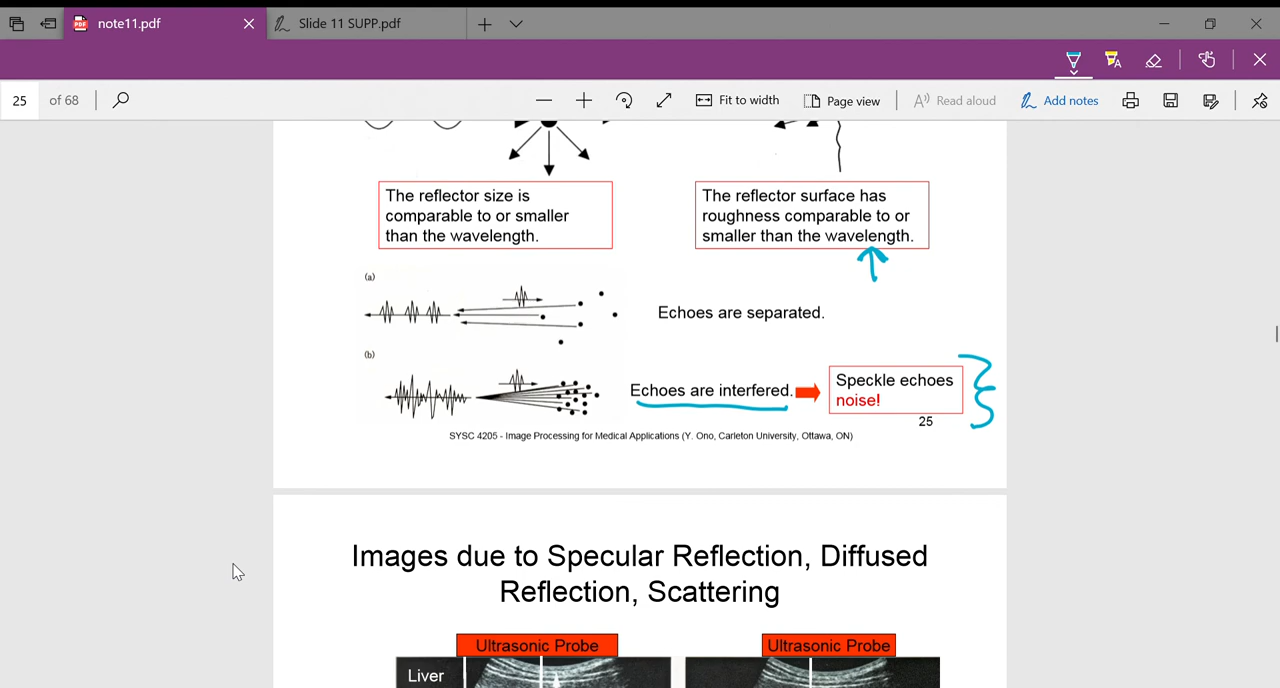 note11.pdf
Slide 11 SUPP.pdf
25 of 68
Fit to width
Page view
Read aloud
Add notes
The reflector size is
comparable to or smaller
than the wavelength.
The reflector surface has
roughness comparable to or
smaller than the wavelength.
(a)
Echoes are separated.
(b)
Echoes are interfered.
Speckle echoes
noise!
25
SYSC 4205 - Image Processing for Medical Applications (Y. Ono, Carleton University, Ottawa, ON)
Images due to Specular Reflection, Diffused
Reflection, Scattering
Ultrasonic Probe
Ultrasonic Probe
Liver